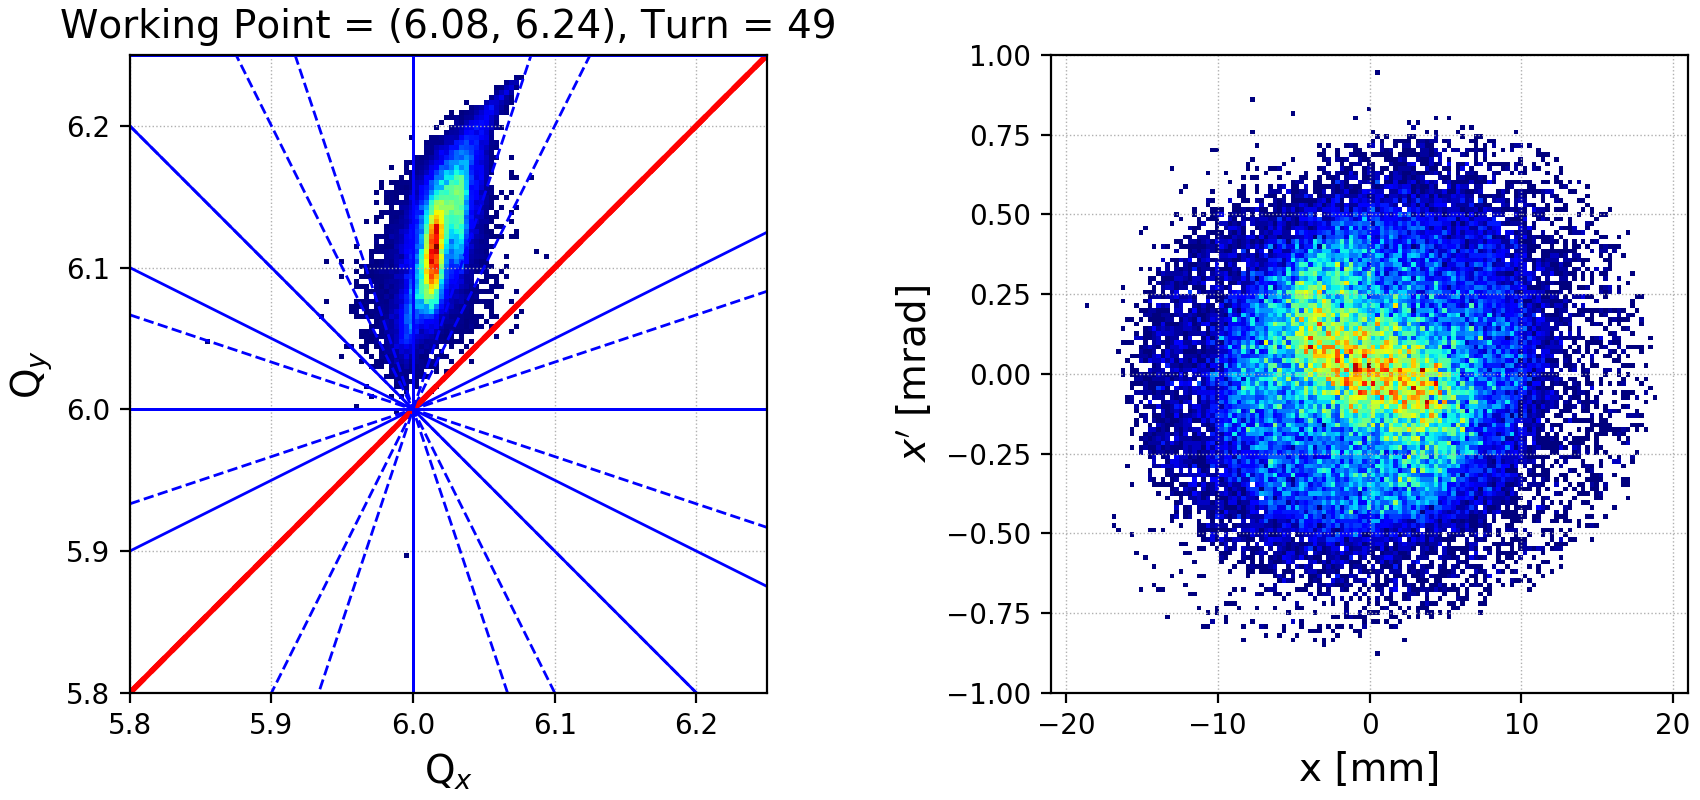 Working Point = (6.08, 6.24), Turn = 49
6.2
6.1
6.0
5.9
5.8
Q_y
5.8 5.9 6.0 6.1 6.2
Q_x
1.00
0.75
0.50
0.25
0.00
−0.25
−0.50
−0.75
−1.00
x′ [mrad]
−20 −10 0 10 20
x [mm]